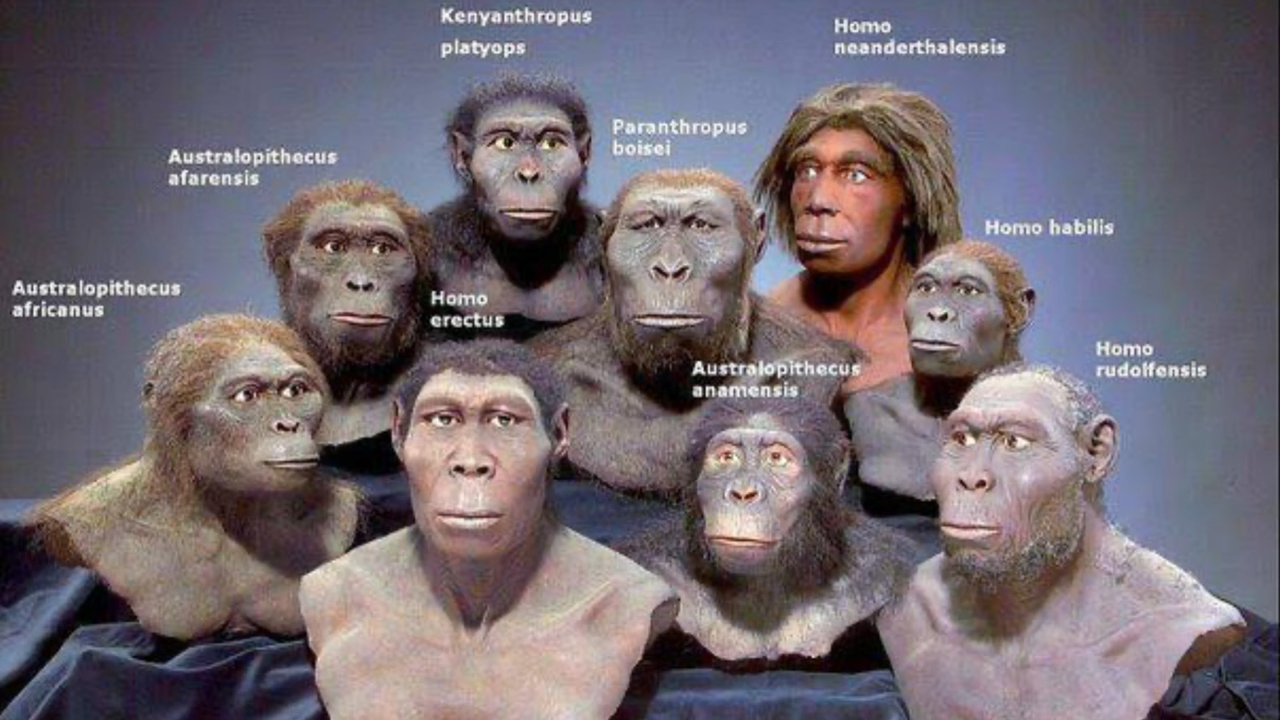 Kenyanthropus
platyops
Homo
neanderthalensis
Paranthropus
boisei
Australopithecus
afarensis
Homo habilis
Australopithecus
africanus
Homo
erectus
Homo
rudolfensis
Australopithecus
anamensis